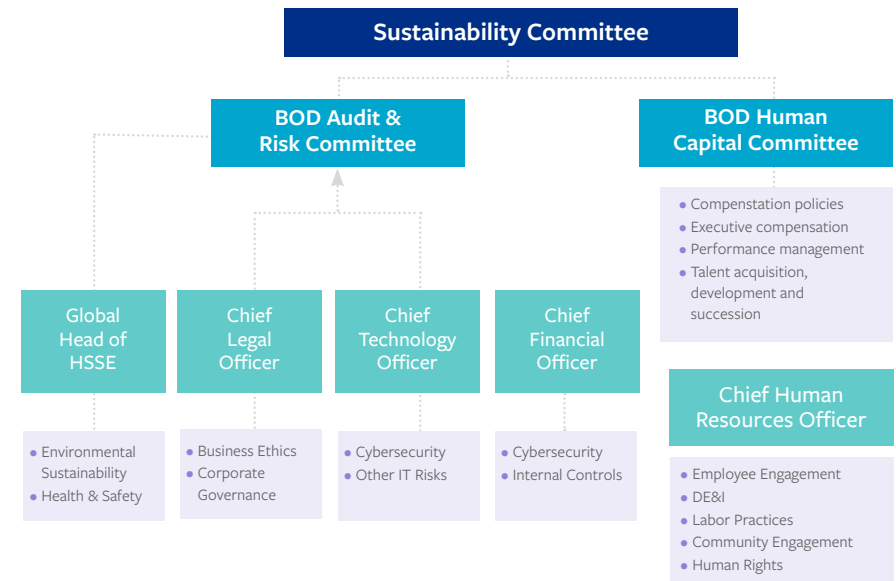 Sustainability Committee
BOD Audit &
Risk Committee
BOD Human
Capital Committee
• Compenstation policies
• Executive compensation
• Performance management
• Talent acquisition,
development and
succession
Global
Head of
HSSE
Chief
Legal
Officer
Chief
Technology
Officer
Chief
Financial
Officer
Chief Human
Resources Officer
• Environmental
Sustainability
• Health & Safety
• Business Ethics
• Corporate
Governance
• Cybersecurity
• Other IT Risks
• Cybersecurity
• Internal Controls
• Employee Engagement
• DE&I
• Labor Practices
• Community Engagement
• Human Rights